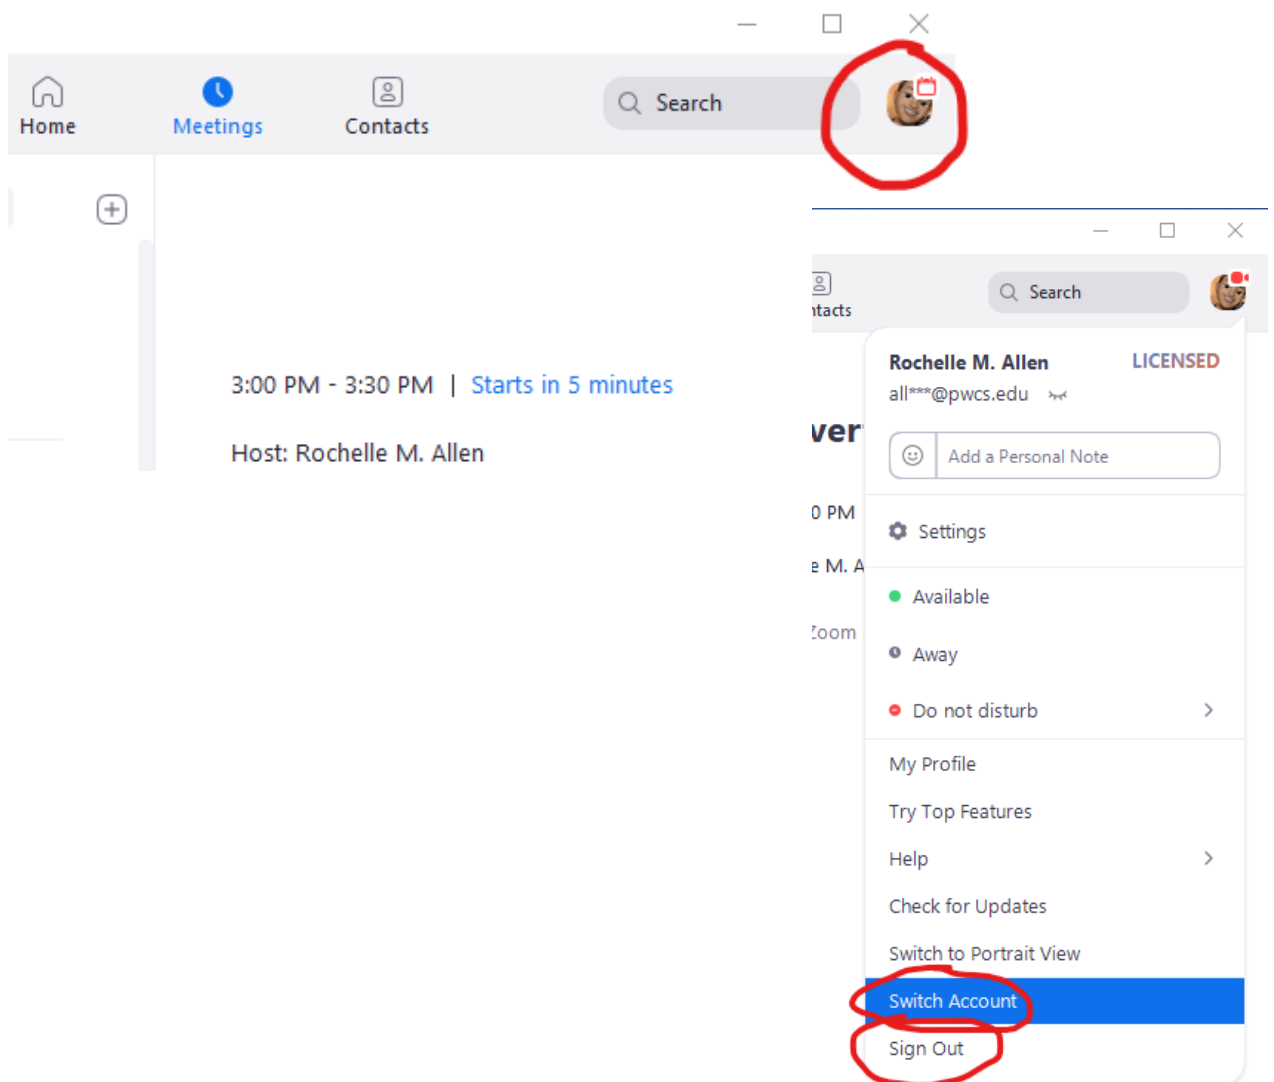 Home Meetings Contacts Search
3:00 PM - 3:30 PM | Starts in 5 minutes
Host: Rochelle M. Allen
ntacts Search
Rochelle M. Allen LICENSED
all***@pwcs.edu
ver
Add a Personal Note
0 PM
Settings
e M. A
Available
Zoom
Away
Do not disturb
My Profile
Try Top Features
Help
Check for Updates
Switch to Portrait View
Switch Account
Sign Out